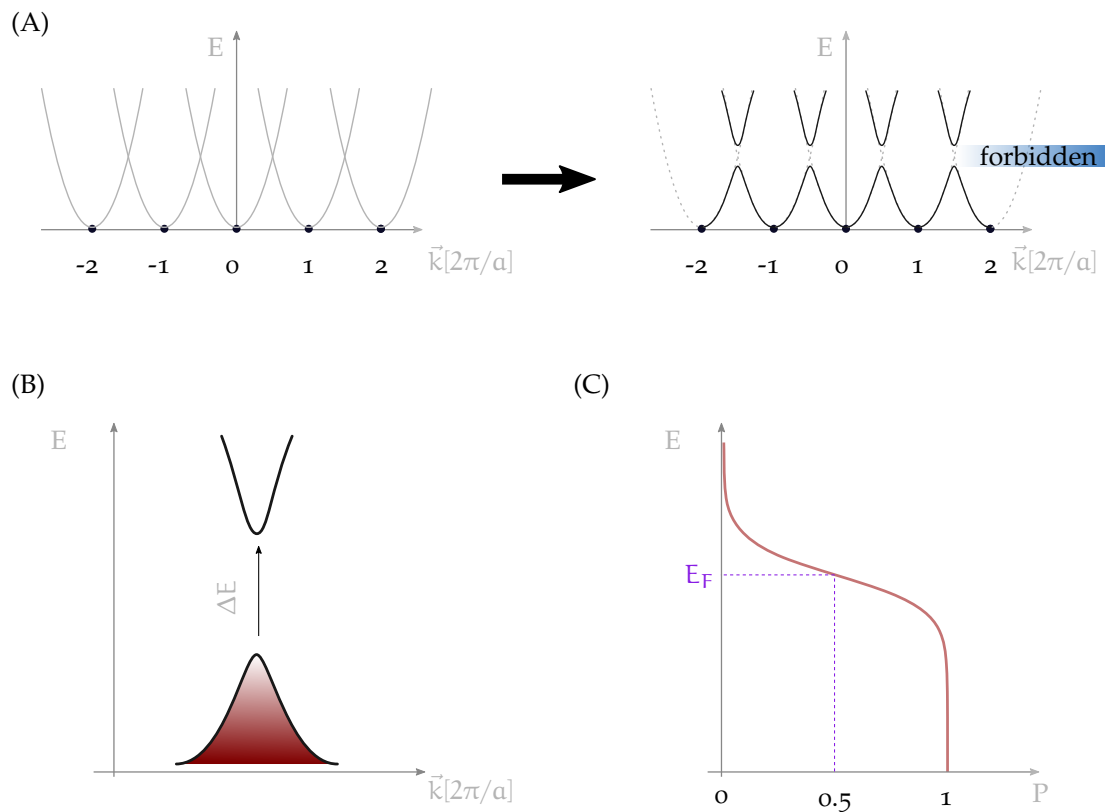 (A)
E
-2 -1 0 1 2 k⃗[2π/a]
E
forbidden
-2 -1 0 1 2 k⃗[2π/a]
(B)
E
ΔE
k⃗[2π/a]
(C)
E
E_F
0 0.5 1 P